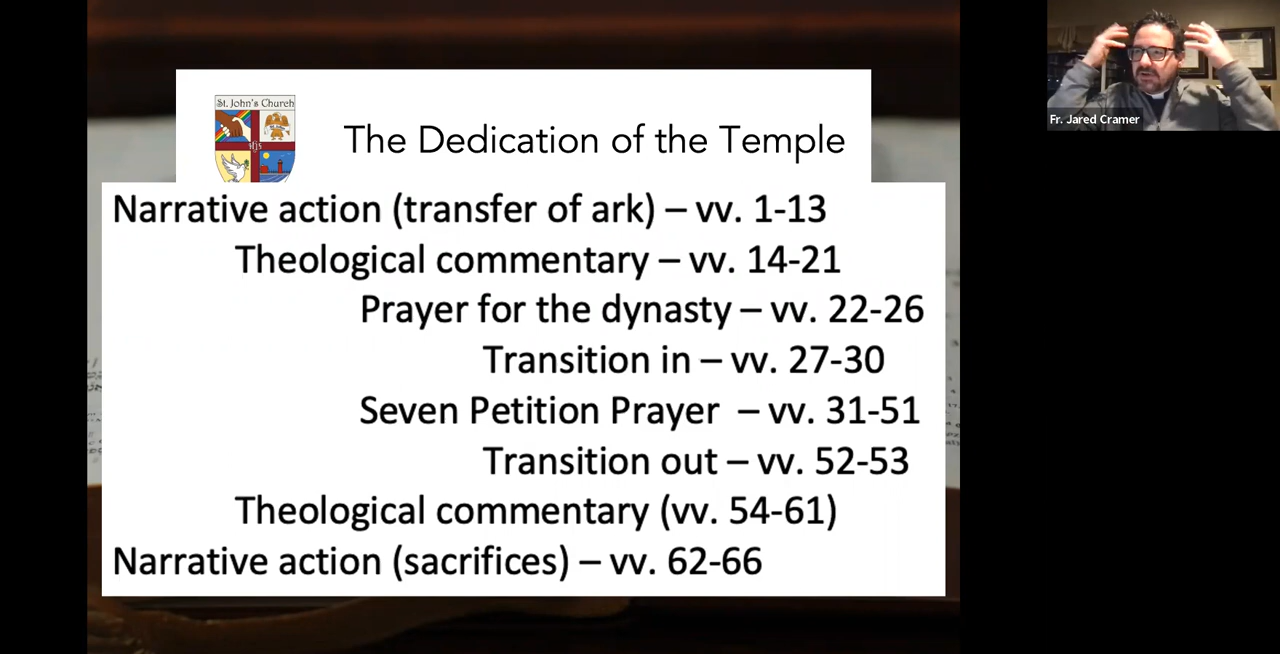 St. John's Church
The Dedication of the Temple
Narrative action (transfer of ark) – vv. 1-13
Theological commentary – vv. 14-21
Prayer for the dynasty – vv. 22-26
Transition in – vv. 27-30
Seven Petition Prayer – vv. 31-51
Transition out – vv. 52-53
Theological commentary (vv. 54-61)
Narrative action (sacrifices) – vv. 62-66
Fr. Jared Cramer